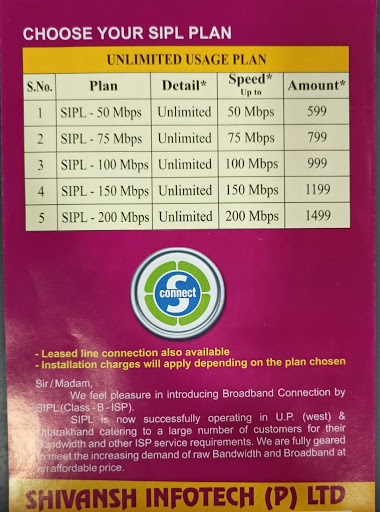 CHOOSE YOUR SIPL PLAN
UNLIMITED USAGE PLAN
S.No. Plan Detail* Speed* Up to Amount*
1 SIPL - 50 Mbps Unlimited 50 Mbps 599
2 SIPL - 75 Mbps Unlimited 75 Mbps 799
3 SIPL - 100 Mbps Unlimited 100 Mbps 999
4 SIPL - 150 Mbps Unlimited 150 Mbps 1199
5 SIPL - 200 Mbps Unlimited 200 Mbps 1499
S
connect
- Leased line connection also available
- Installation charges will apply depending on the plan chosen
Sir / Madam,
We feel pleasure in introducing Broadband Connection by
SIPL (Class - B - ISP).
SIPL is now successfully operating in U.P. (west) &
Uttarakhand catering to a large number of customers for their
Bandwidth and other ISP service requirements. We are fully geared
to meet the increasing demand of raw Bandwidth and Broadband at
an affordable price.
SHIVANSH INFOTECH (P) LTD